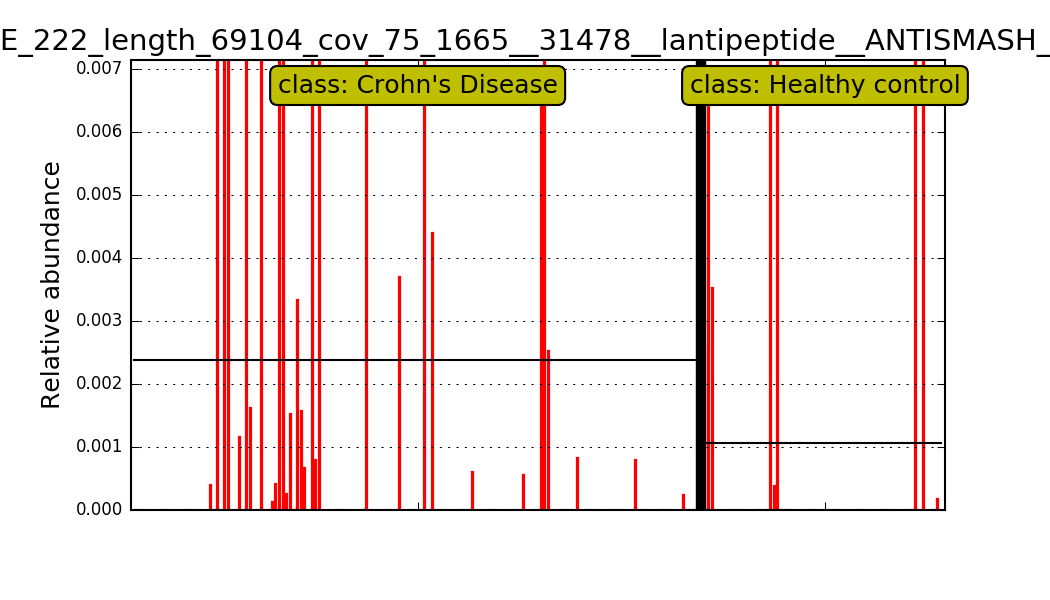 E_222_length_69104_cov_75_1665__31478__lantipeptide__ANTISMASH_
class: Crohn's Disease
class: Healthy control
Relative abundance
0.007
0.006
0.005
0.004
0.003
0.002
0.001
0.000